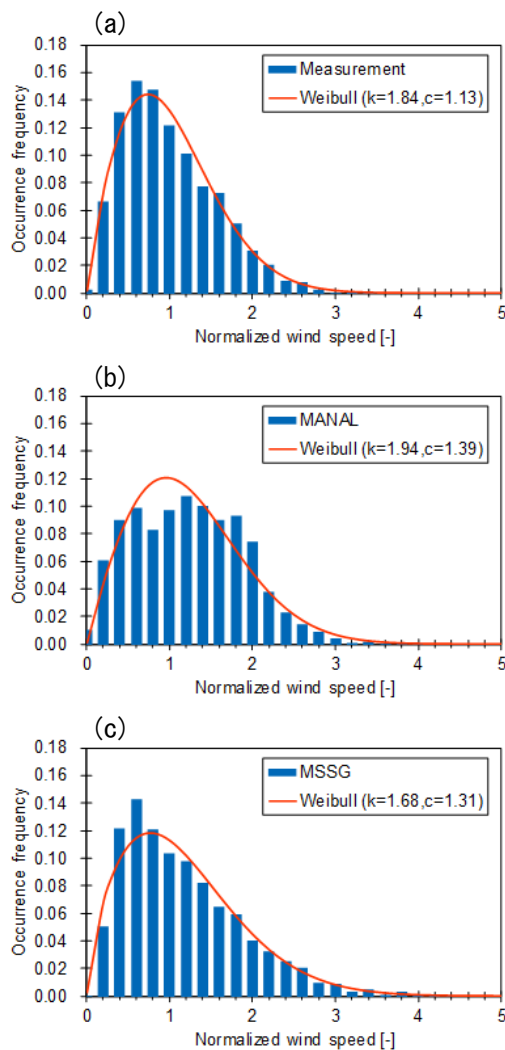 (a)
0.18
0.16
0.14
0.12
0.10
0.08
0.06
0.04
0.02
0.00
Occurrence frequency
Measurement
Weibull (k=1.84,c=1.13)
0 1 2 3 4 5
Normalized wind speed [-]
(b)
0.18
0.16
0.14
0.12
0.10
0.08
0.06
0.04
0.02
0.00
Occurrence frequency
MANAL
Weibull (k=1.94,c=1.39)
0 1 2 3 4 5
Normalized wind speed [-]
(c)
0.18
0.16
0.14
0.12
0.10
0.08
0.06
0.04
0.02
0.00
Occurrence frequency
MSSG
Weibull (k=1.68,c=1.31)
0 1 2 3 4 5
Normalized wind speed [-]